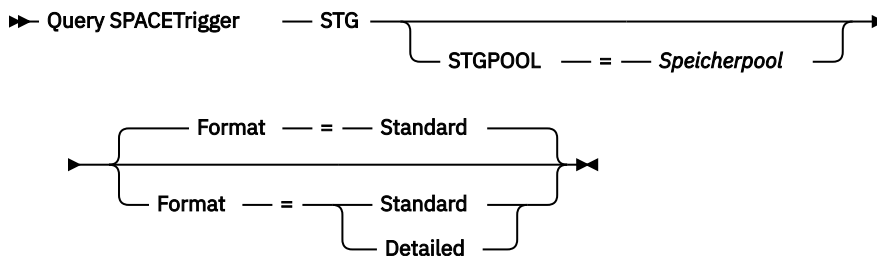 Query SPACETrigger STG
STGPOOL = Speicherpool
Format = Standard
Format = Standard
Detailed